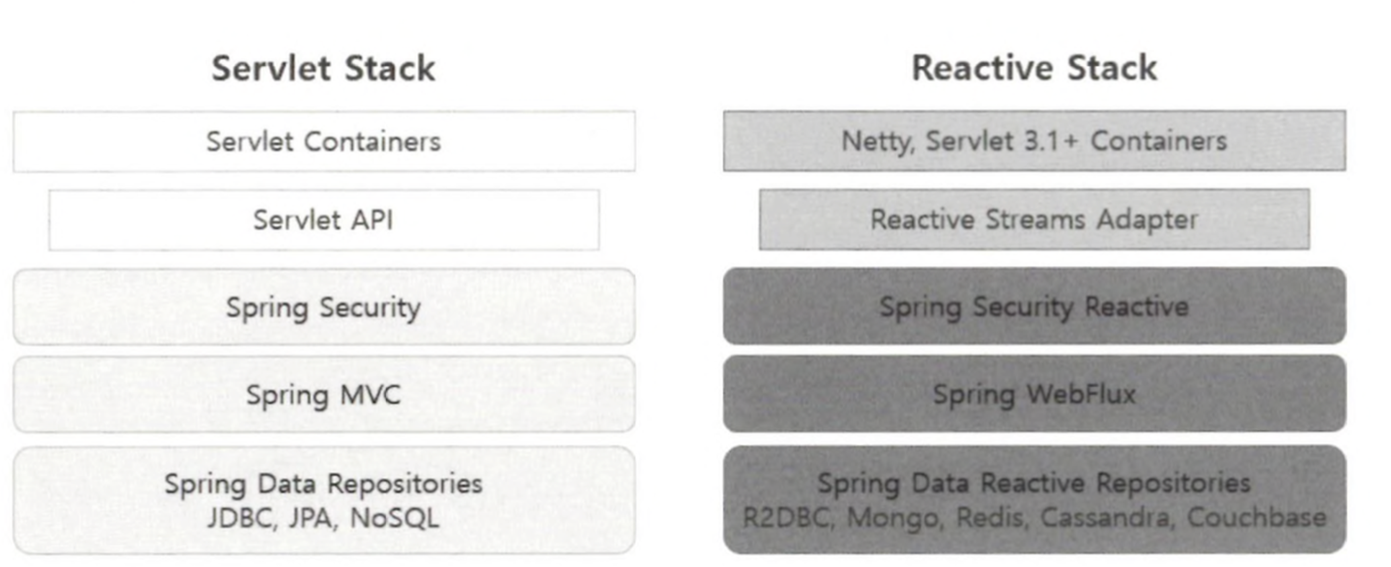 Servlet Stack
Servlet Containers
Servlet API
Spring Security
Spring MVC
Spring Data Repositories
JDBC, JPA, NoSQL
Reactive Stack
Netty, Servlet 3.1+ Containers
Reactive Streams Adapter
Spring Security Reactive
Spring WebFlux
Spring Data Reactive Repositories
R2DBC, Mongo, Redis, Cassandra, Couchbase